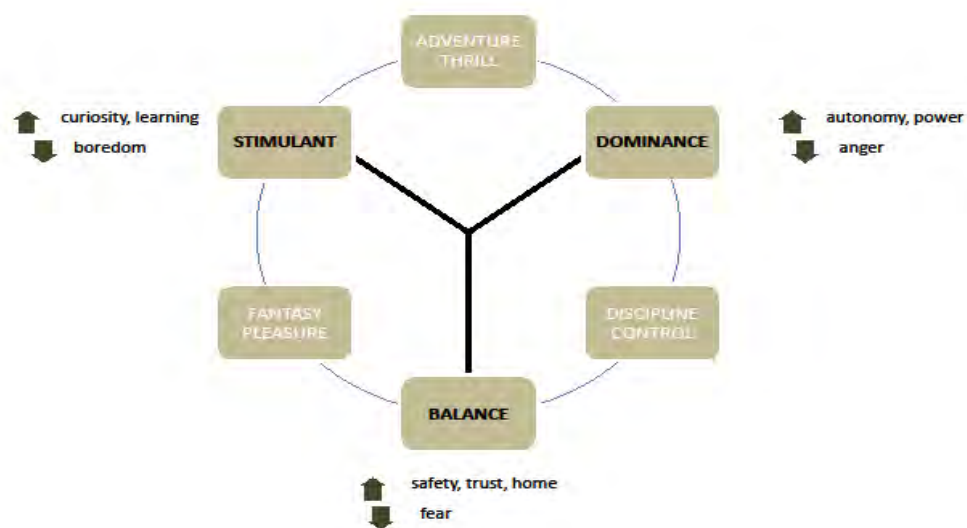 ADVENTURE
THRILL
curiosity, learning
boredom
STIMULANT
DOMINANCE
autonomy, power
anger
FANTASY
PLEASURE
DISCIPLINE
CONTROL
BALANCE
safety, trust, home
fear